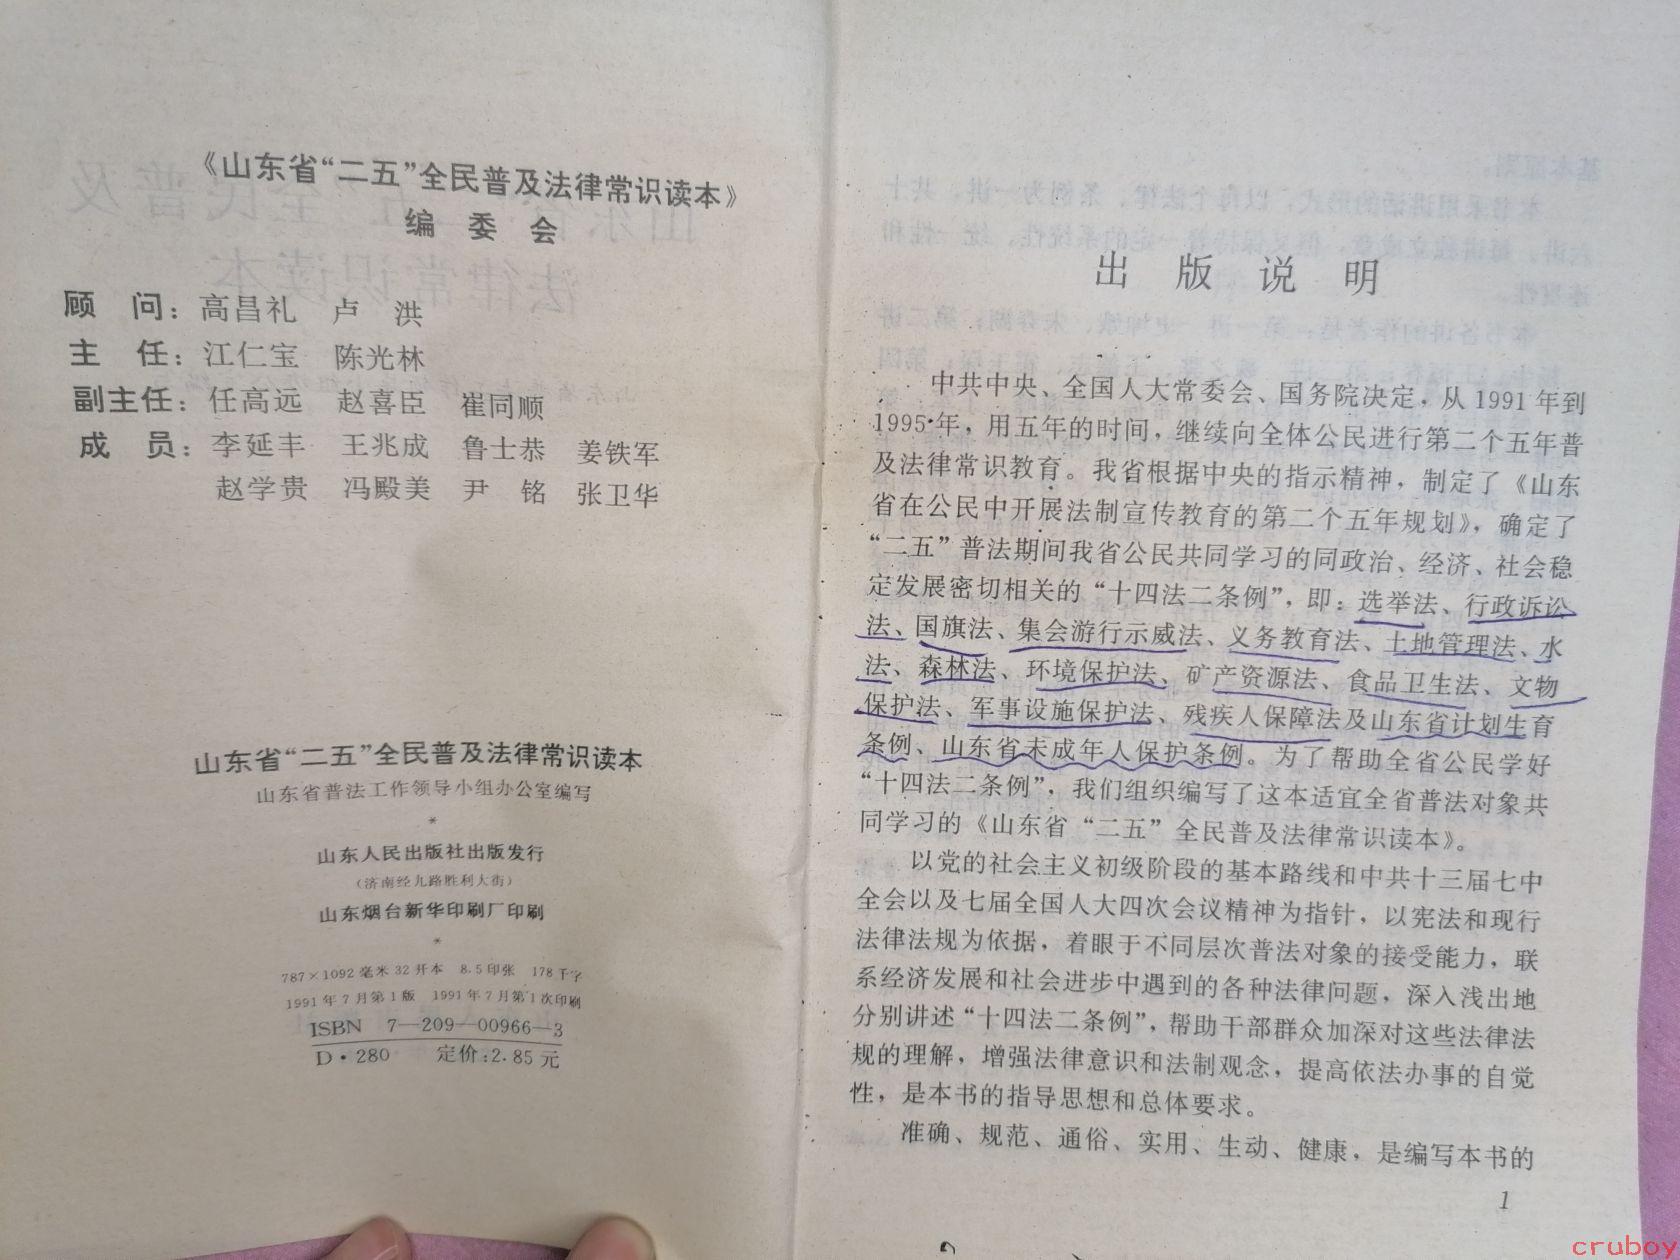 《山东省“二五”全民普及法律常识读本》
编 委 会
顾 问：高昌礼 卢 洪
主 任：江仁宝 陈光林
副主任：任高远 赵喜臣 崔同顺
成 员：李延丰 王兆成 鲁士恭 姜铁军
赵学贵 冯殿美 尹 铭 张卫华
山东省“二五”全民普及法律常识读本
山东省普法工作领导小组办公室编写
*
山东人民出版社出版发行
（济南经九路胜利大街）
山东烟台新华印刷厂印刷
*
787×1092毫米32开本 8.5印张 178千字
1991年7月第1版 1991年7月第1次印刷
ISBN 7—209—00966—3
D·280 定价:2.85元
出 版 说 明
中共中央、全国人大常委会、国务院决定，从1991年到
1995年，用五年的时间，继续向全体公民进行第二个五年普
及法律常识教育。我省根据中央的指示精神，制定了《山东
省在公民中开展法制宣传教育的第二个五年规划》，确定了
“二五”普法期间我省公民共同学习的同政治、经济、社会稳
定发展密切相关的“十四法二条例”，即：选举法、行政诉讼
法、国旗法、集会游行示威法、义务教育法、土地管理法、水
法、森林法、环境保护法、矿产资源法、食品卫生法、文物
保护法、军事设施保护法、残疾人保障法及山东省计划生育
条例、山东省未成年人保护条例。为了帮助全省公民学好
“十四法二条例”，我们组织编写了这本适宜全省普法对象共
同学习的《山东省“二五”全民普及法律常识读本》。
以党的社会主义初级阶段的基本路线和中共十三届七中
全会以及七届全国人大四次会议精神为指针，以宪法和现行
法律法规为依据，着眼于不同层次普法对象的接受能力，联
系经济发展和社会进步中遇到的各种法律问题，深入浅出地
分别讲述“十四法二条例”，帮助干部群众加深对这些法律法
规的理解，增强法律意识和法制观念，提高依法办事的自觉
性，是本书的指导思想和总体要求。
准确、规范、通俗、实用、生动、健康，是编写本书的
1
cruboy